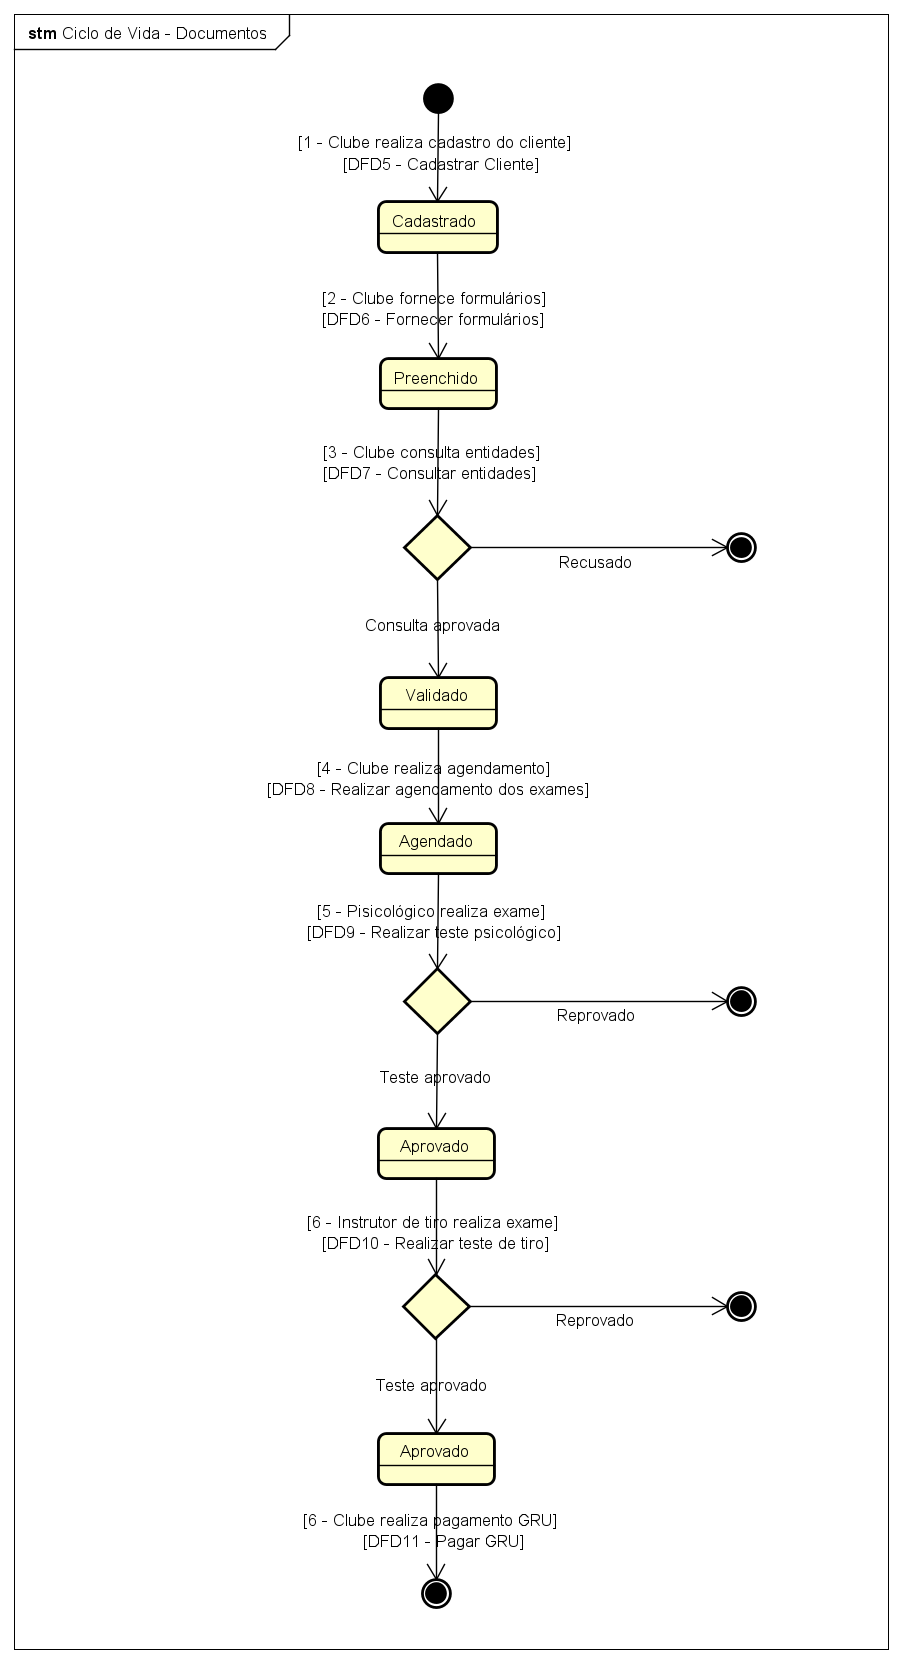 stm Ciclo de Vida - Documentos
[1 - Clube realiza cadastro do cliente]
[DFD5 - Cadastrar Cliente]
Cadastrado
[2 - Clube fornece formulários]
[DFD6 - Fornecer formulários]
Preenchido
[3 - Clube consulta entidades]
[DFD7 - Consultar entidades]
Recusado
Consulta aprovada
Validado
[4 - Clube realiza agendamento]
[DFD8 - Realizar agendamento dos exames]
Agendado
[5 - Pisicológico realiza exame]
[DFD9 - Realizar teste psicológico]
Reprovado
Teste aprovado
Aprovado
[6 - Instrutor de tiro realiza exame]
[DFD10 - Realizar teste de tiro]
Reprovado
Teste aprovado
Aprovado
[6 - Clube realiza pagamento GRU]
[DFD11 - Pagar GRU]